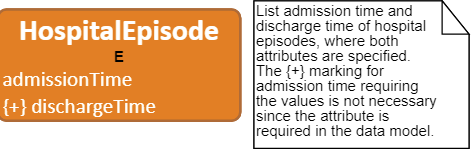 HospitalEpisode
E
admissionTime
{+} dischargeTime
List admission time and
discharge time of hospital
episodes, where both
attributes are specified.
The {+} marking for
admission time requiring
the values is not necessary
since the attribute is
required in the data model.